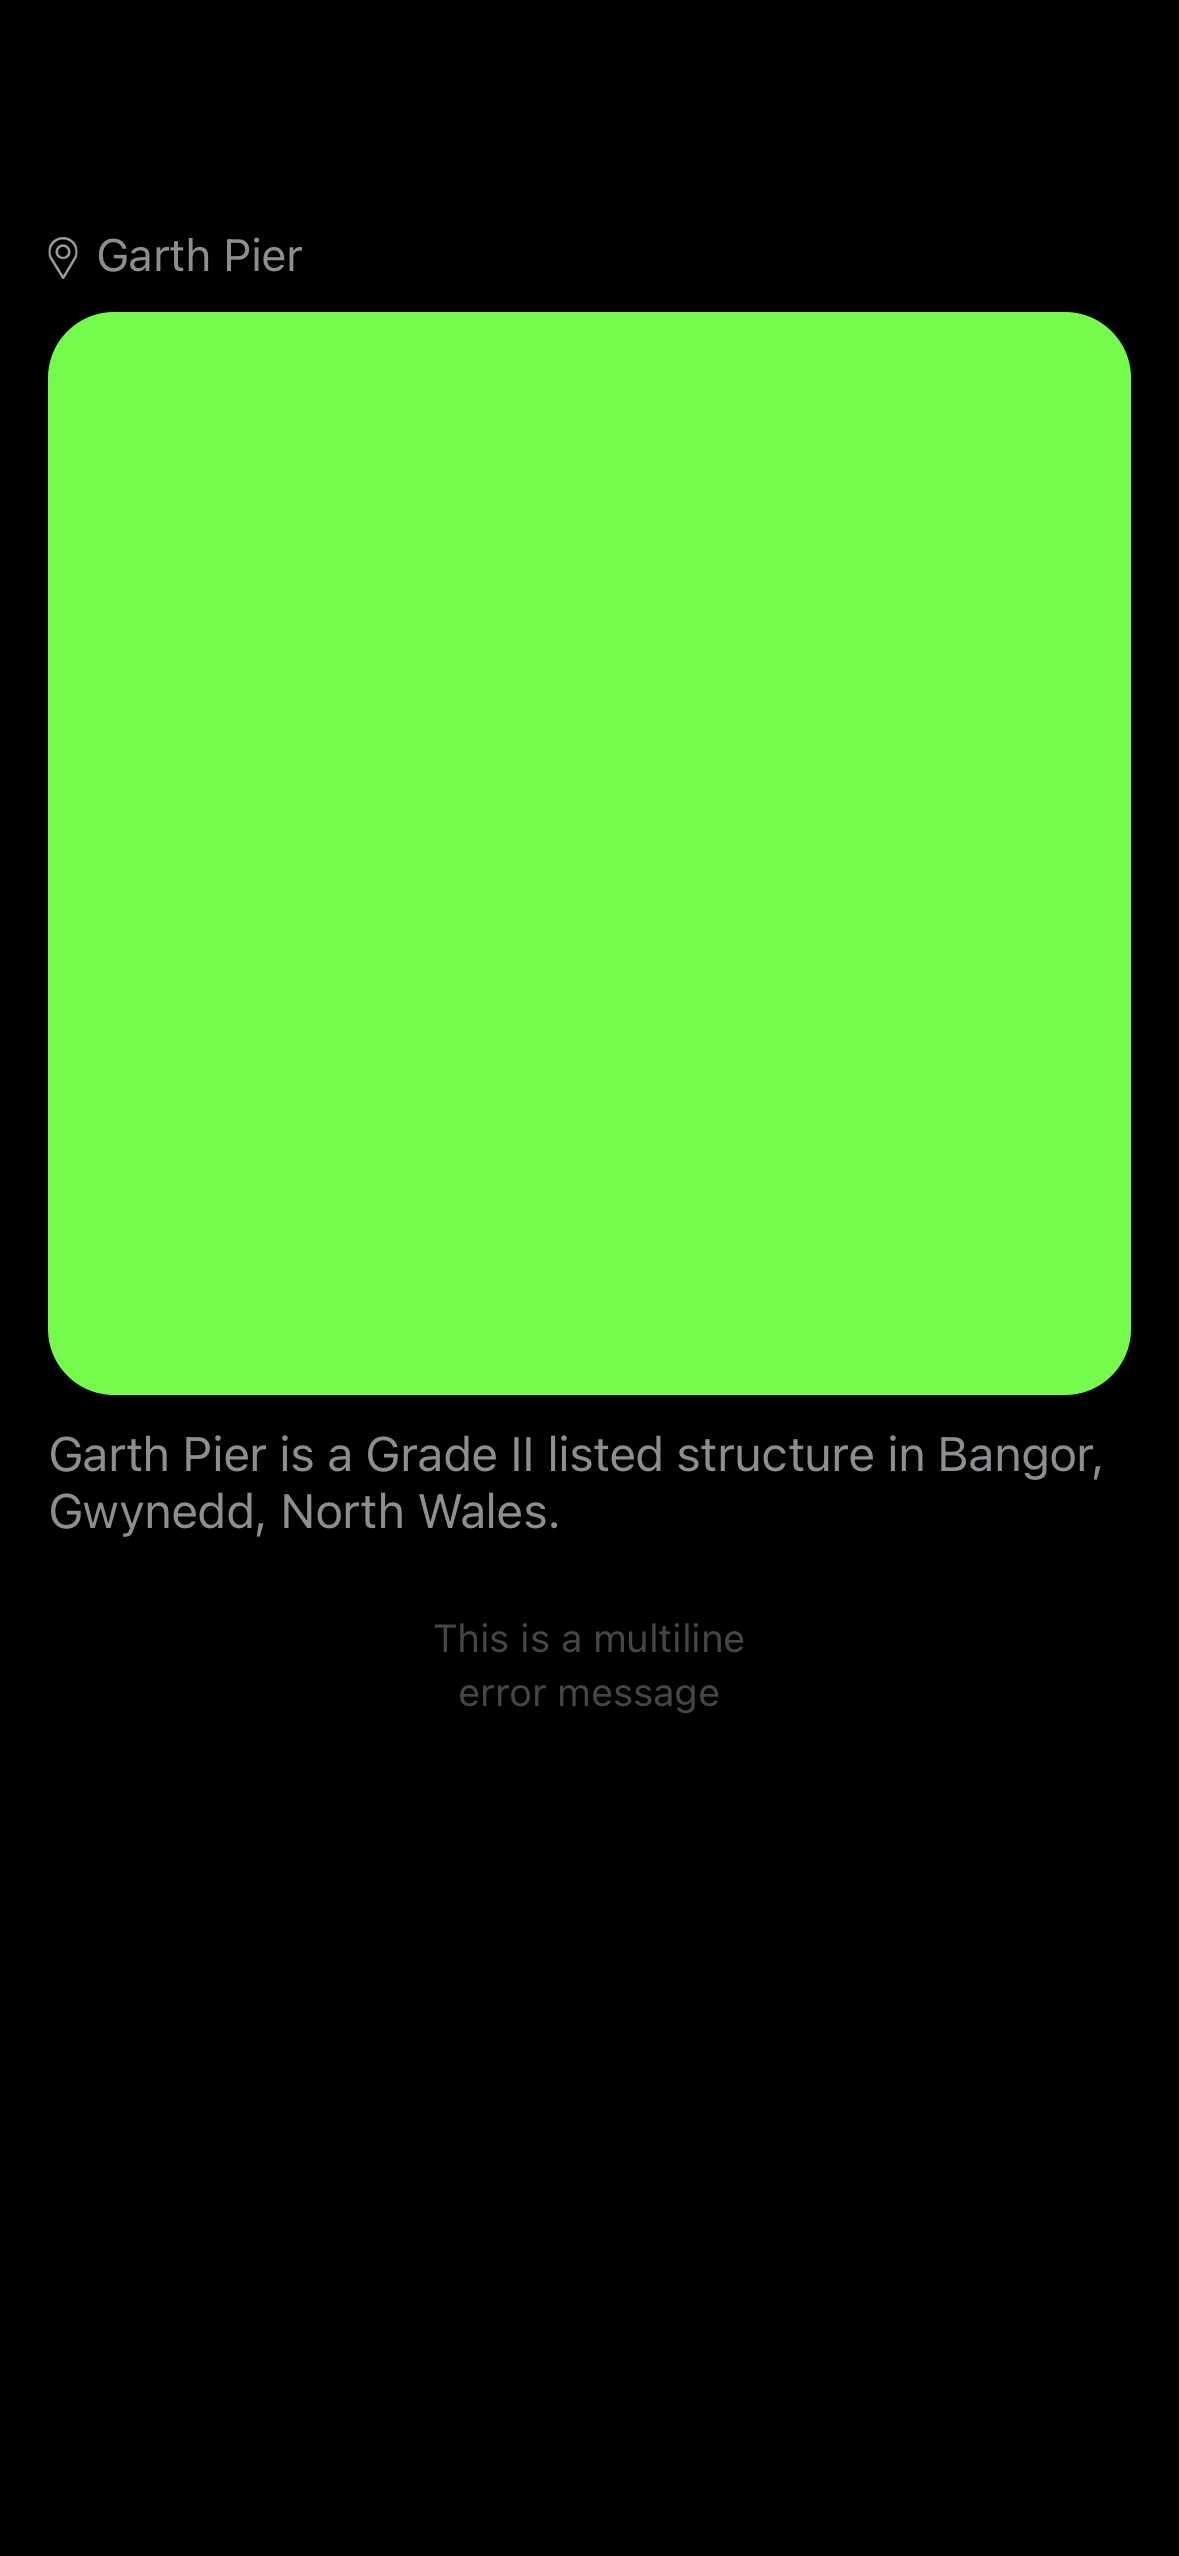 Garth Pier
Garth Pier is a Grade II listed structure in Bangor,
Gwynedd, North Wales.
This is a multiline
error message